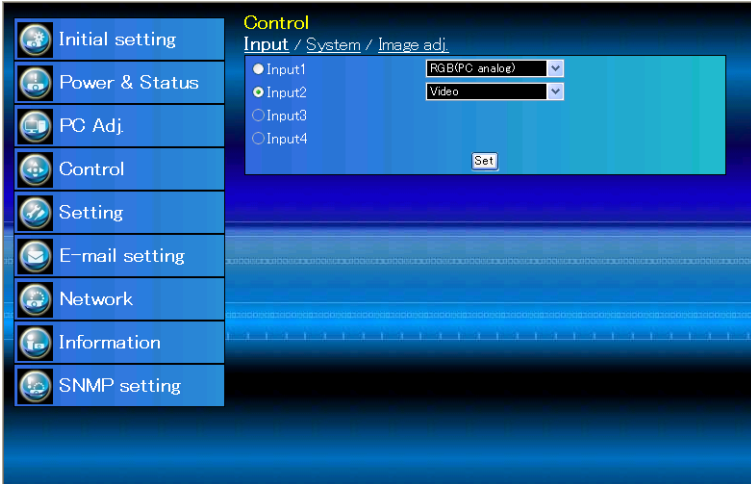 Initial setting
Power & Status
PC Adj.
Control
Setting
E-mail setting
Network
Information
SNMP setting
Control
Input / System / Image adj.
Input1 RGB(PC analog)
Input2 Video
Input3
Input4
Set